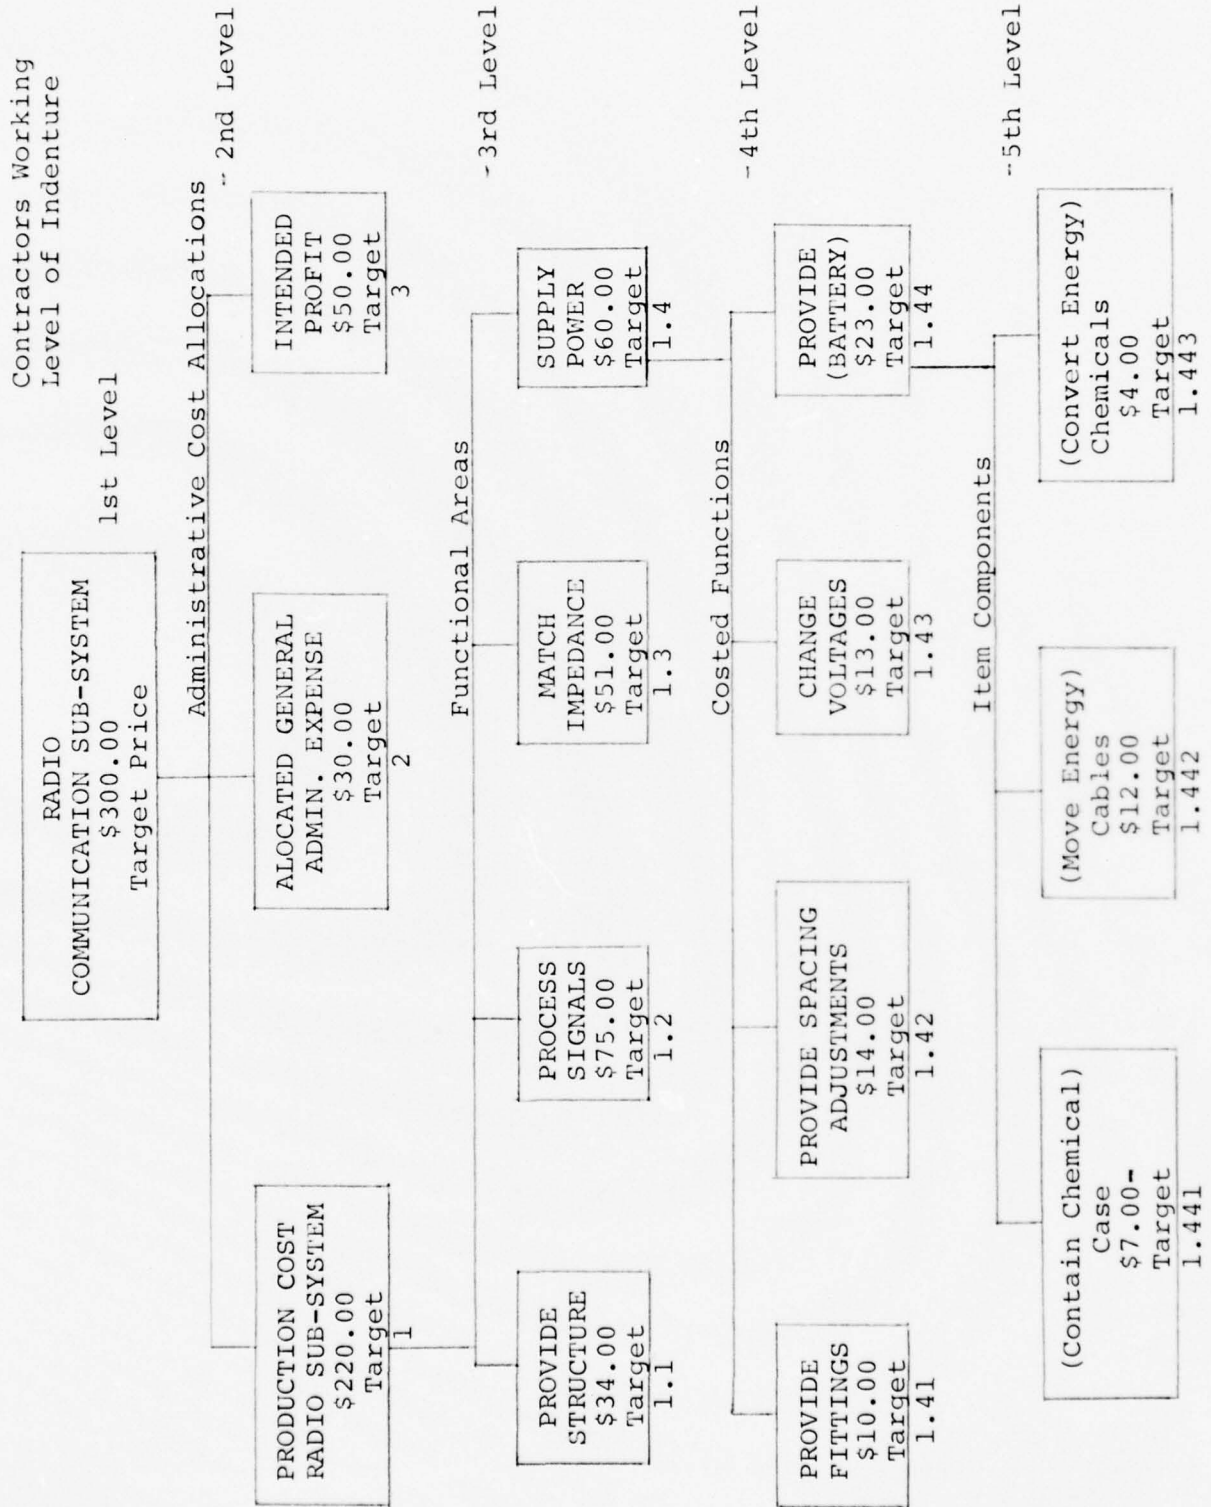 Contractors Working
Level of Indenture
RADIO
COMMUNICATION SUB-SYSTEM
$300.00
Target Price
1st Level
Administrative Cost Allocations
-2nd Level
PRODUCTION COST
RADIO SUB-SYSTEM
$220.00
Target
1
ALOCATED GENERAL
ADMIN. EXPENSE
$30.00
Target
2
INTENDED
PROFIT
$50.00
Target
3
Functional Areas
-3rd Level
PROVIDE
STRUCTURE
$34.00
Target
1.1
PROCESS
SIGNALS
$75.00
Target
1.2
MATCH
IMPEDANCE
$51.00
Target
1.3
SUPPLY
POWER
$60.00
Target
1.4
Costed Functions
-4th Level
PROVIDE
FITTINGS
$10.00
Target
1.41
PROVIDE SPACING
ADJUSTMENTS
$14.00
Target
1.42
CHANGE
VOLTAGES
$13.00
Target
1.43
PROVIDE
(BATTERY)
$23.00
Target
1.44
Item Components
-5th Level
(Contain Chemical)
Case
$7.00-
Target
1.441
(Move Energy)
Cables
$12.00
Target
1.442
(Convert Energy)
Chemicals
$4.00
Target
1.443